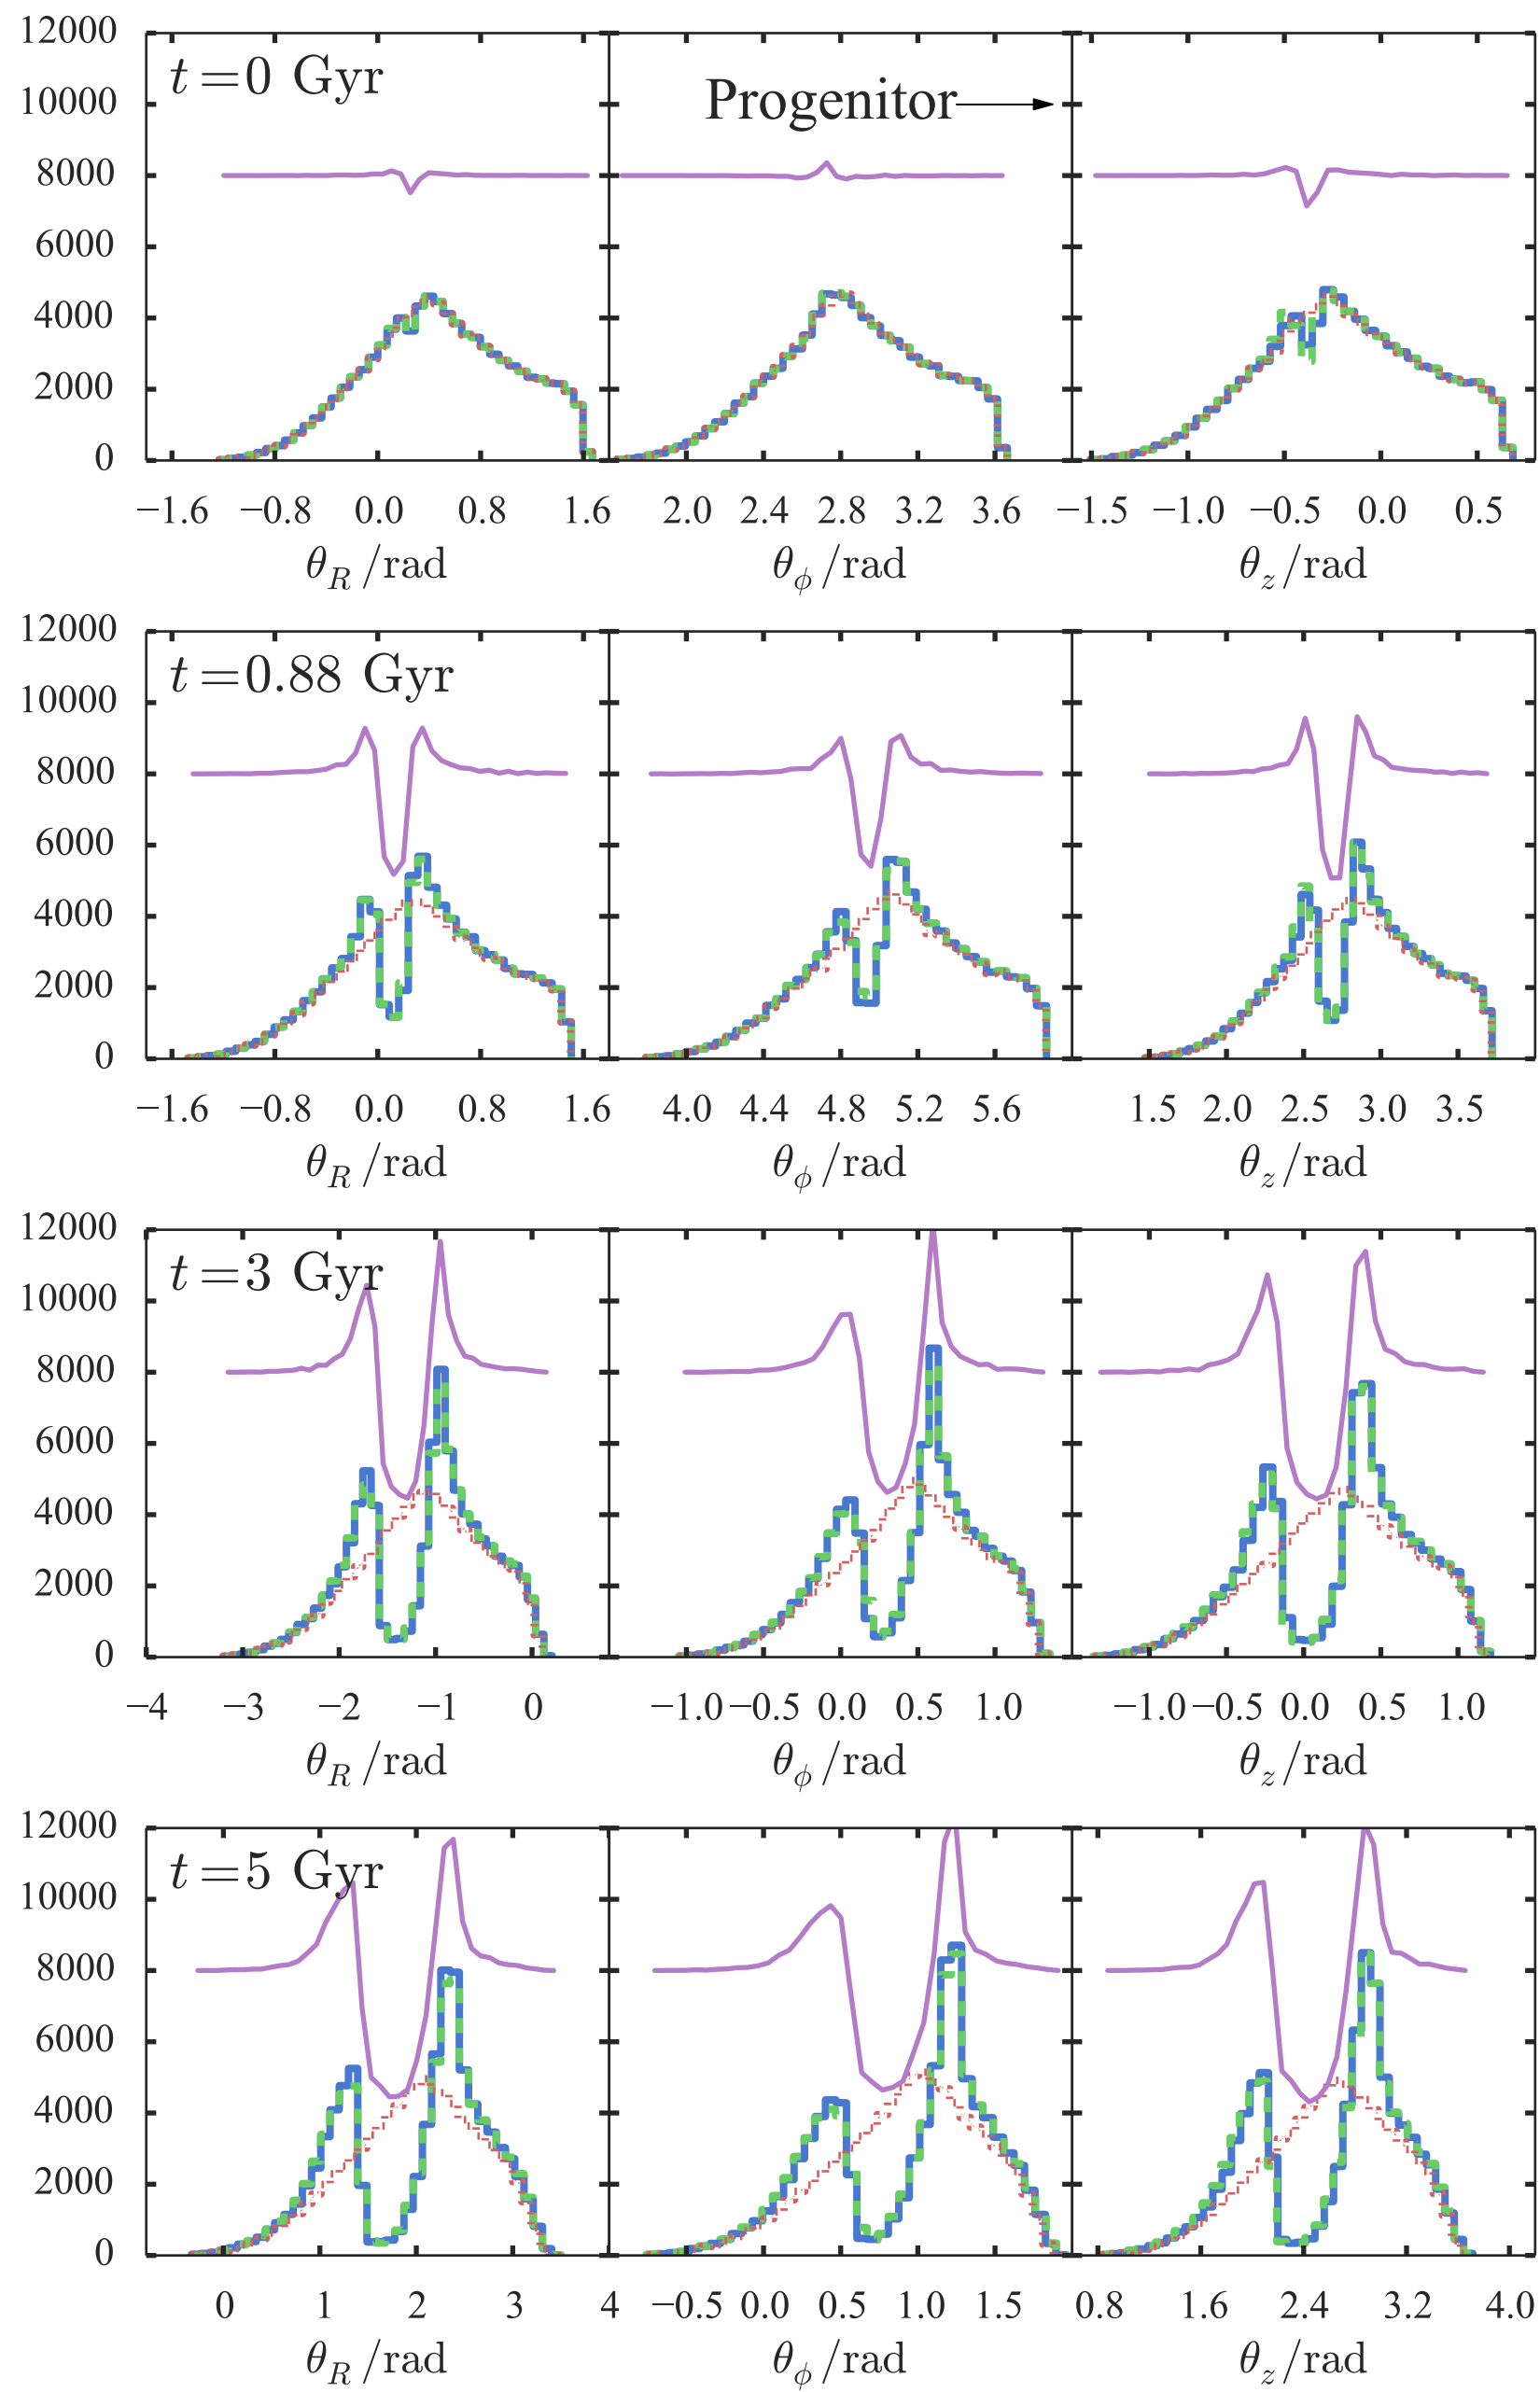 12000
10000
8000
6000
4000
2000
0
t=0 Gyr
Progenitor
−1.6 −0.8 0.0 0.8 1.6
2.0 2.4 2.8 3.2 3.6
−1.5 −1.0 −0.5 0.0 0.5
θR/rad
θϕ/rad
θz/rad
12000
10000
8000
6000
4000
2000
0
t=0.88 Gyr
−1.6 −0.8 0.0 0.8 1.6
4.0 4.4 4.8 5.2 5.6
1.5 2.0 2.5 3.0 3.5
θR/rad
θϕ/rad
θz/rad
12000
10000
8000
6000
4000
2000
0
t=3 Gyr
−4 −3 −2 −1 0
−1.0 −0.5 0.0 0.5 1.0
−1.0 −0.5 0.0 0.5 1.0
θR/rad
θϕ/rad
θz/rad
12000
10000
8000
6000
4000
2000
0
t=5 Gyr
0 1 2 3 4
−0.5 0.0 0.5 1.0 1.5
0.8 1.6 2.4 3.2 4.0
θR/rad
θϕ/rad
θz/rad